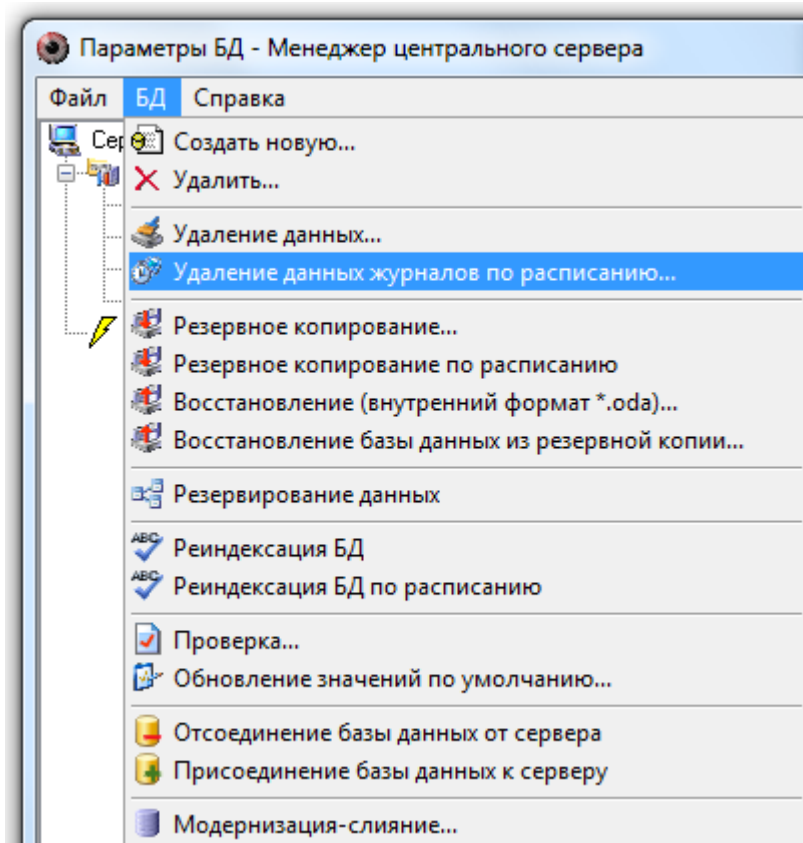 Параметры БД - Менеджер центрального сервера
Файл БД Справка
Создать новую...
Удалить...
Удаление данных...
Удаление данных журналов по расписанию...
Резервное копирование...
Резервное копирование по расписанию
Восстановление (внутренний формат *.oda)...
Восстановление базы данных из резервной копии...
Резервирование данных
Реиндексация БД
Реиндексация БД по расписанию
Проверка...
Обновление значений по умолчанию...
Отсоединение базы данных от сервера
Присоединение базы данных к серверу
Модернизация-слияние...